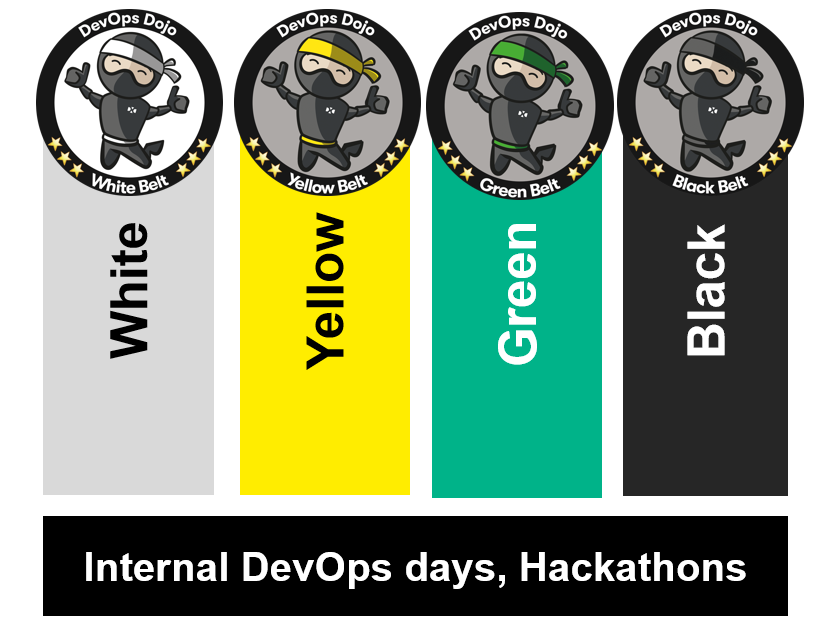 DevOps Dojo
White Belt
DevOps Dojo
Yellow Belt
DevOps Dojo
Green Belt
DevOps Dojo
Black Belt
White
Yellow
Green
Black
Internal DevOps days, Hackathons